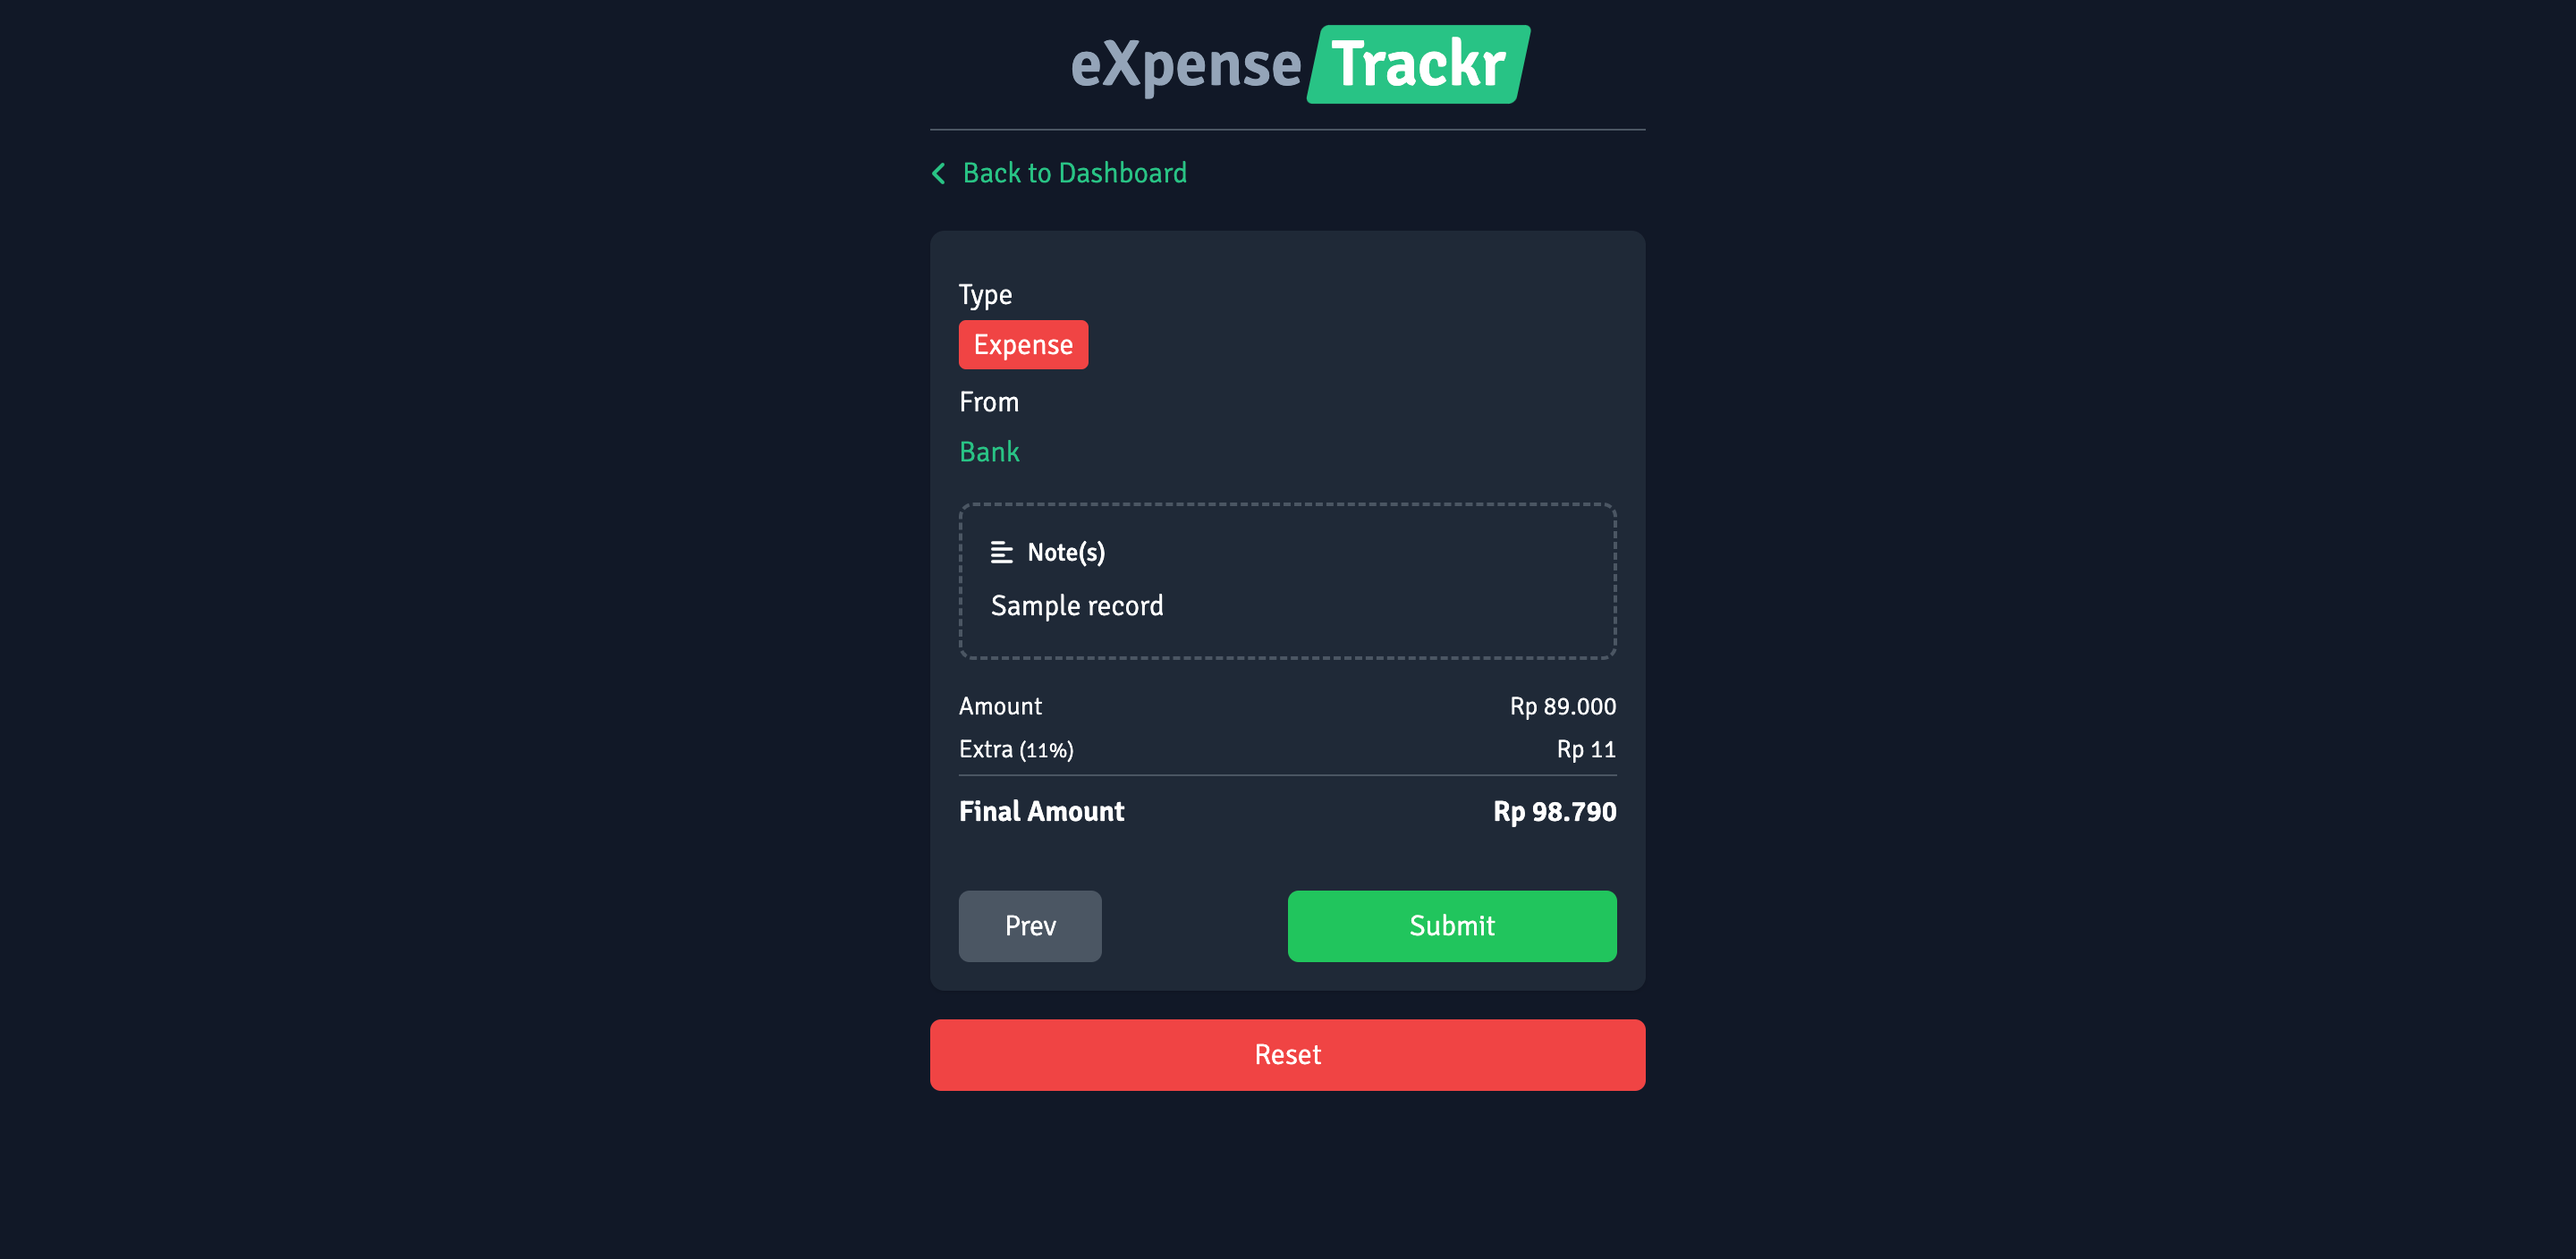 eXpense Trackr
Back to Dashboard
Type
Expense
From
Bank
Note(s)
Sample record
Amount Rp 89.000
Extra (11%) Rp 11
Final Amount Rp 98.790
Prev Submit
Reset